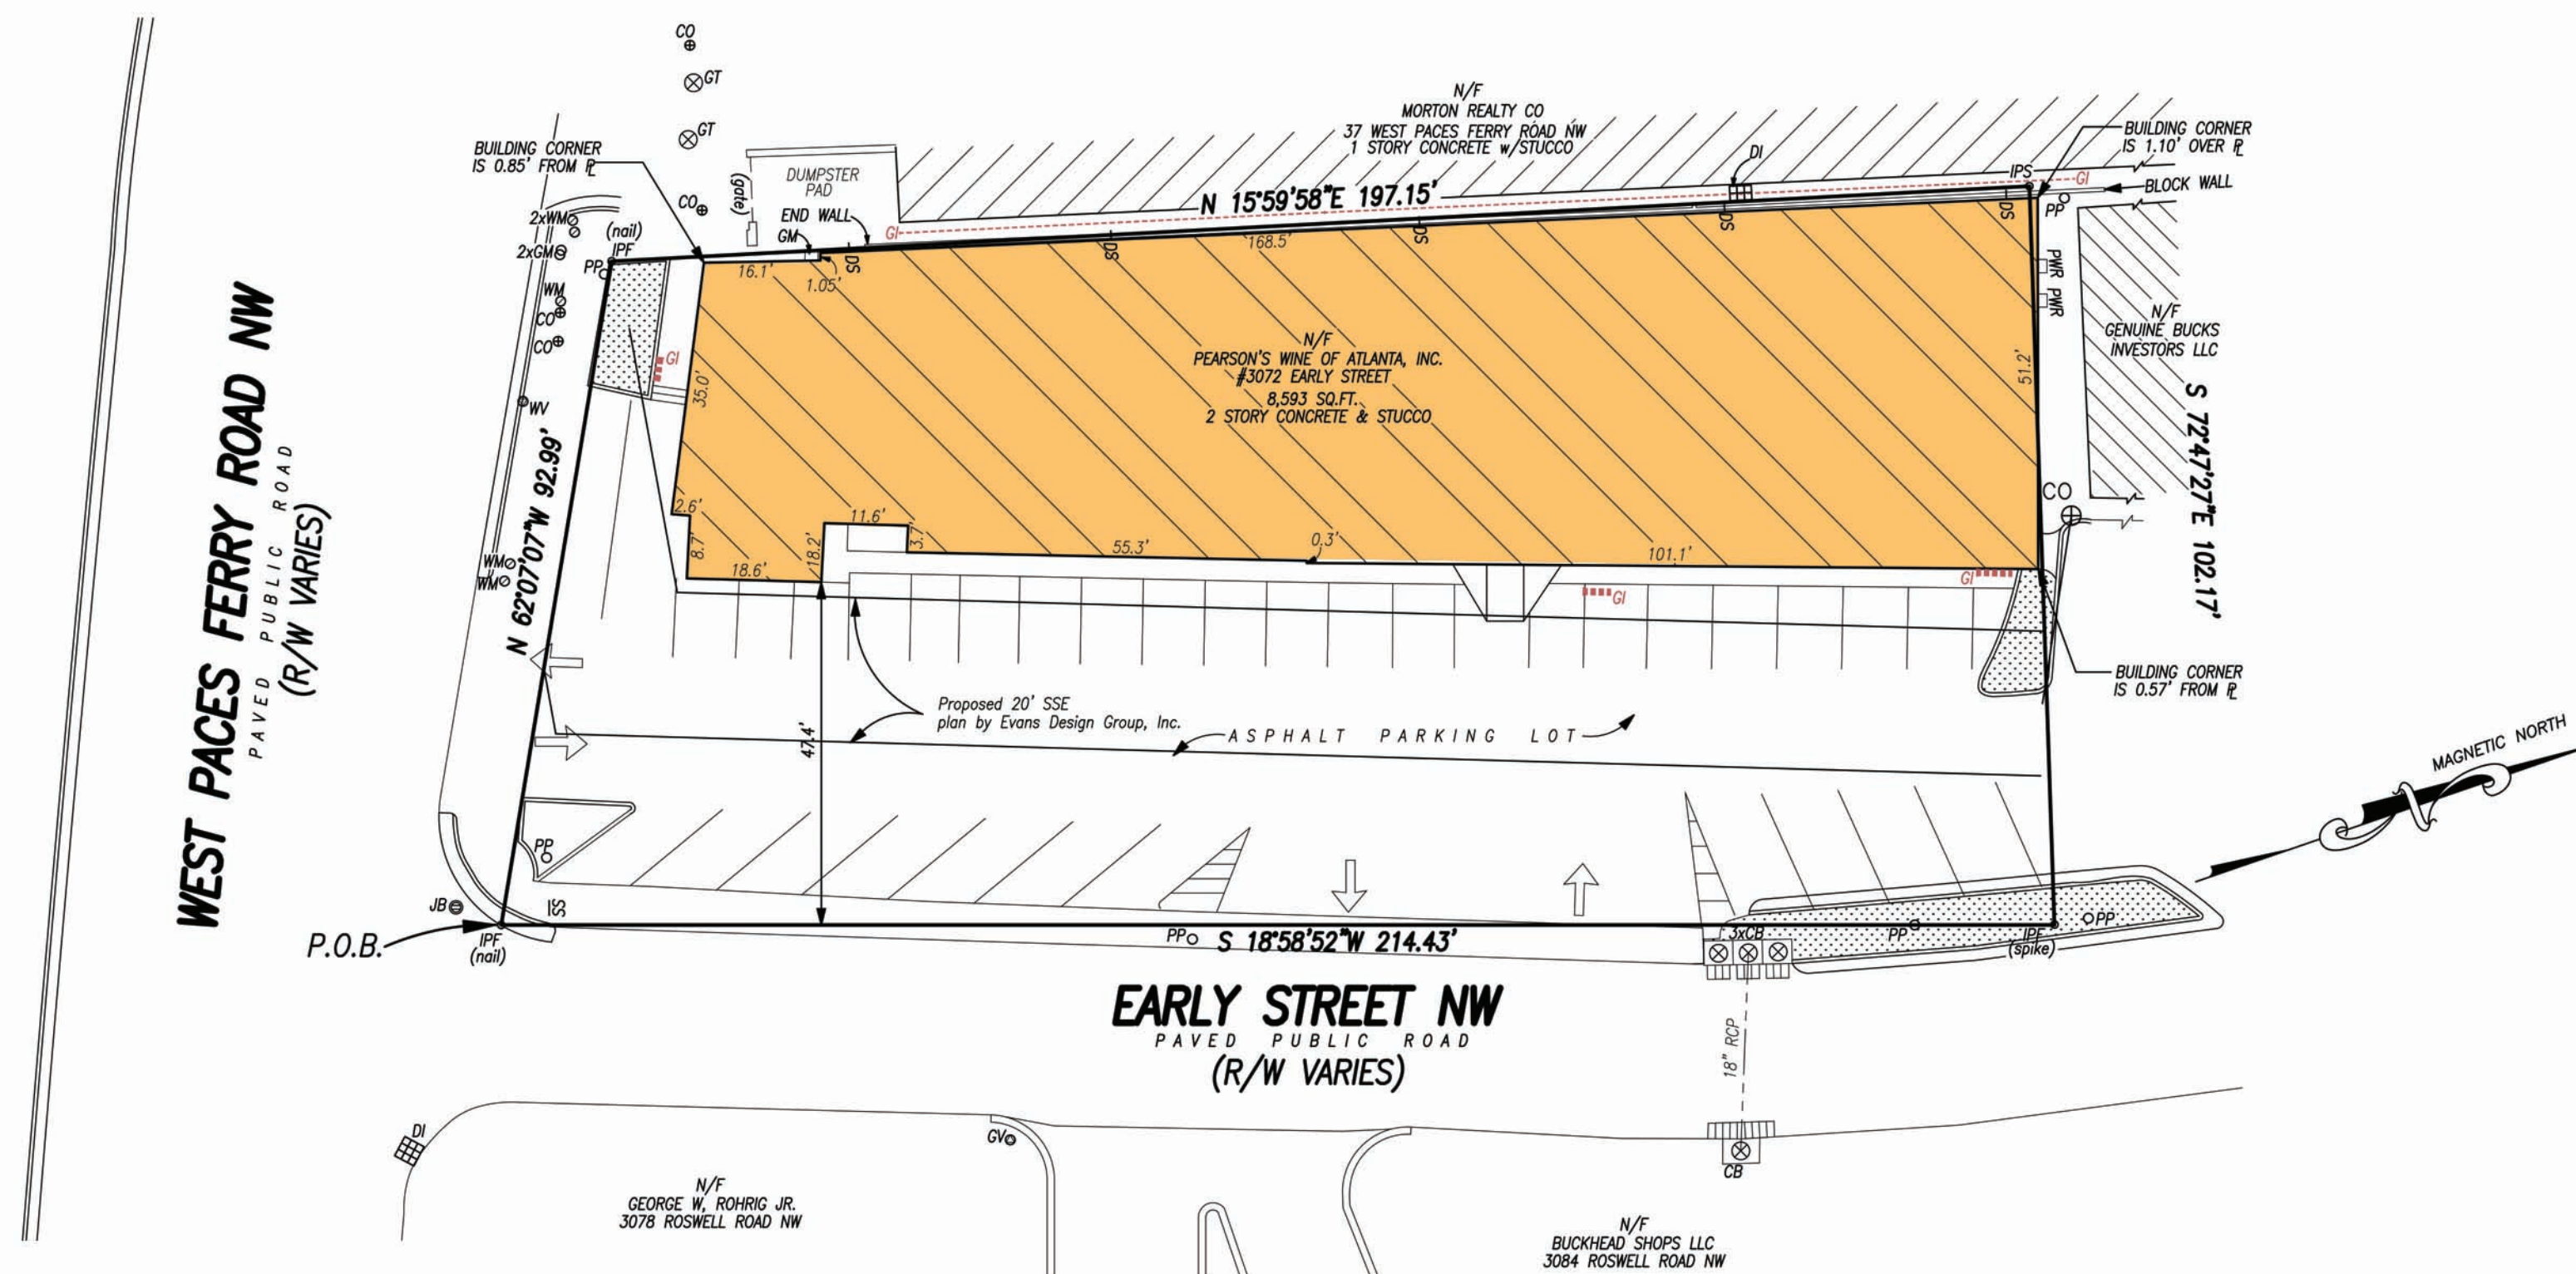 CO
GT
GT
CO
BUILDING CORNER
IS 0.85' FROM ℄
(gate)
DUMPSTER
PAD
END WALL
GM
N/F
MORTON REALTY CO
37 WEST PACES FERRY ROAD NW
1 STORY CONCRETE w/STUCCO
DI
IPS
GI
BUILDING CORNER
IS 1.10' OVER ℄
BLOCK WALL
PP
2xWM
2xGM
(nail)
IPF
PP
WM
CO
CO
WV
N 15°59'58"E 197.15'
GI
DS
DS
DS
DS
DS
16.1'
1.05'
168.5'
PWR
PWR
N/F
GENUINE BUCKS
INVESTORS LLC
51.2'
S 72°47'27"E 102.17'
GI
35.0'
N/F
PEARSON'S WINE OF ATLANTA, INC.
#3072 EARLY STREET
8,593 SQ.FT.
2 STORY CONCRETE & STUCCO
WEST PACES FERRY ROAD NW
PAVED PUBLIC ROAD
(R/W VARIES)
N 62°07'07"W 92.99'
WM
WM
2.6'
8.7'
18.6'
18.2'
11.6'
3.7'
55.3'
0.3'
101.1'
CO
GI
GI
BUILDING CORNER
IS 0.57' FROM ℄
Proposed 20' SSE
plan by Evans Design Group, Inc.
ASPHALT PARKING LOT
47.4'
MAGNETIC NORTH
PP
JB
SS
P.O.B.
IPF
(nail)
PP
S 18°58'52"W 214.43'
3xCB
PP
IPF
(spike)
PP
EARLY STREET NW
PAVED PUBLIC ROAD
(R/W VARIES)
18" RCP
DI
GV
CB
N/F
GEORGE W, ROHRIG JR.
3078 ROSWELL ROAD NW
N/F
BUCKHEAD SHOPS LLC
3084 ROSWELL ROAD NW